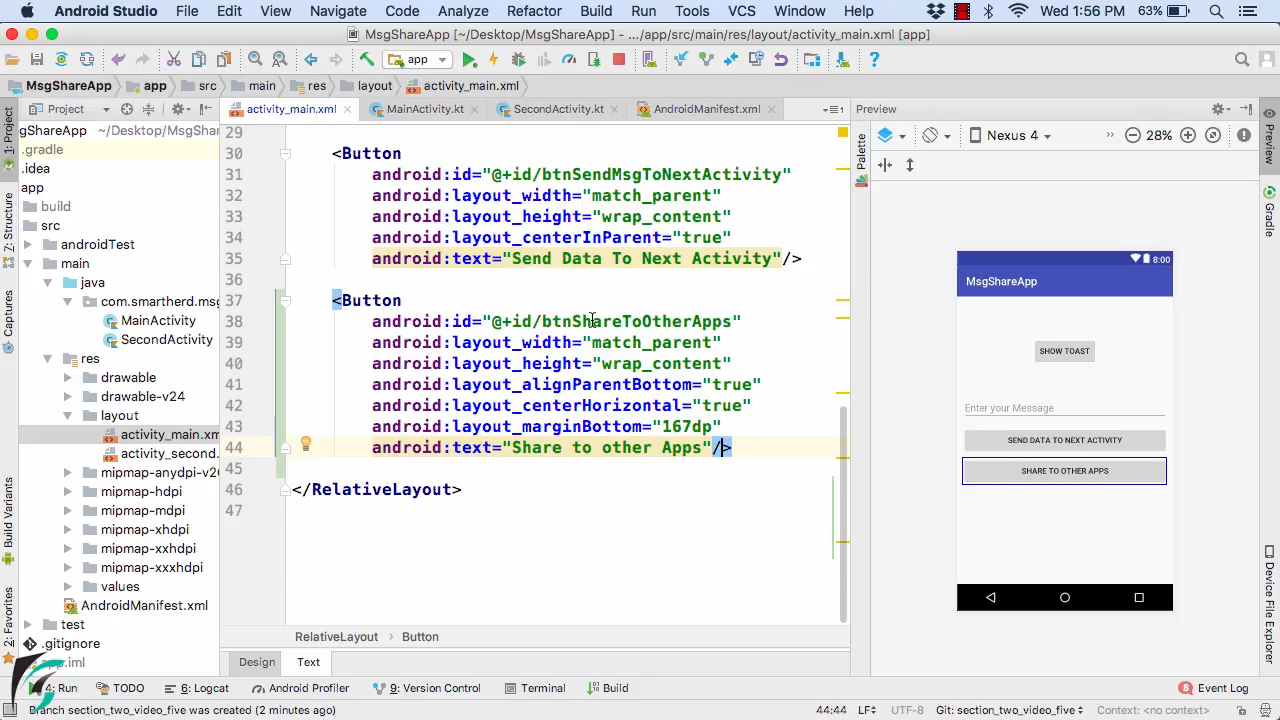 Android Studio File Edit View Navigate Code Analyze Refactor Build Run Tools VCS Window Help Wed 1:56 PM 63%
MsgShareApp [~/Desktop/MsgShareApp] - .../app/src/main/res/layout/activity_main.xml [app]
app
MsgShareApp app src main res layout activity_main.xml
Project activity_main.xml MainActivity.kt SecondActivity.kt AndroidManifest.xml Preview
1: Project
Z: Structure
Captures
Build Variants
2: Favorites
gShareApp ~/Desktop/MsgShar
.gradle
.idea
app
build
src
androidTest
main
java
com.smartherd.msg
MainActivity
SecondActivity
res
drawable
drawable-v24
layout
activity_main.xm
activity_second.
mipmap-anydpi-v26
mipmap-hdpi
mipmap-mdpi
mipmap-xhdpi
mipmap-xxhdpi
mipmap-xxxhdpi
values
AndroidManifest.xml
test
.gitignore
app.iml
29
30 <Button
31 android:id="@+id/btnSendMsgToNextActivity"
32 android:layout_width="match_parent"
33 android:layout_height="wrap_content"
34 android:layout_centerInParent="true"
35 android:text="Send Data To Next Activity"/>
36
37 <Button
38 android:id="@+id/btnShareToOtherApps"
39 android:layout_width="match_parent"
40 android:layout_height="wrap_content"
41 android:layout_alignParentBottom="true"
42 android:layout_centerHorizontal="true"
43 android:layout_marginBottom="167dp"
44 android:text="Share to other Apps"/>
45
46 </RelativeLayout>
47
RelativeLayout › Button
Design Text
Palette
Nexus 4 28%
8:00
MsgShareApp
SHOW TOAST
Enter your Message
SEND DATA TO NEXT ACTIVITY
SHARE TO OTHER APPS
Preview
Gradle
Device File Explorer
4: Run TODO 6: Logcat Android Profiler 9: Version Control Terminal Build 8 Event Log
Branch section_two_video_five was created (2 minutes ago) 44:44 LF UTF-8 Git: section_two_video_five Context: <no context>